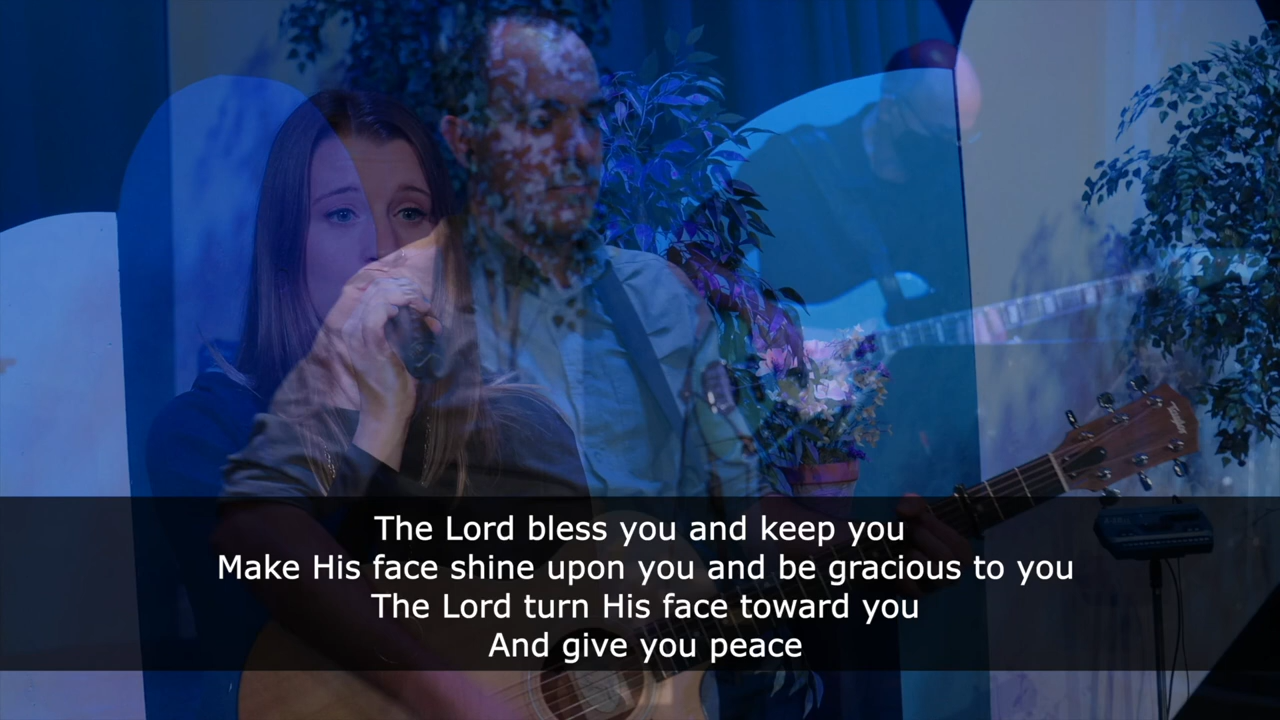 The Lord bless you and keep you
Make His face shine upon you and be gracious to you
The Lord turn His face toward you
And give you peace
Taylor